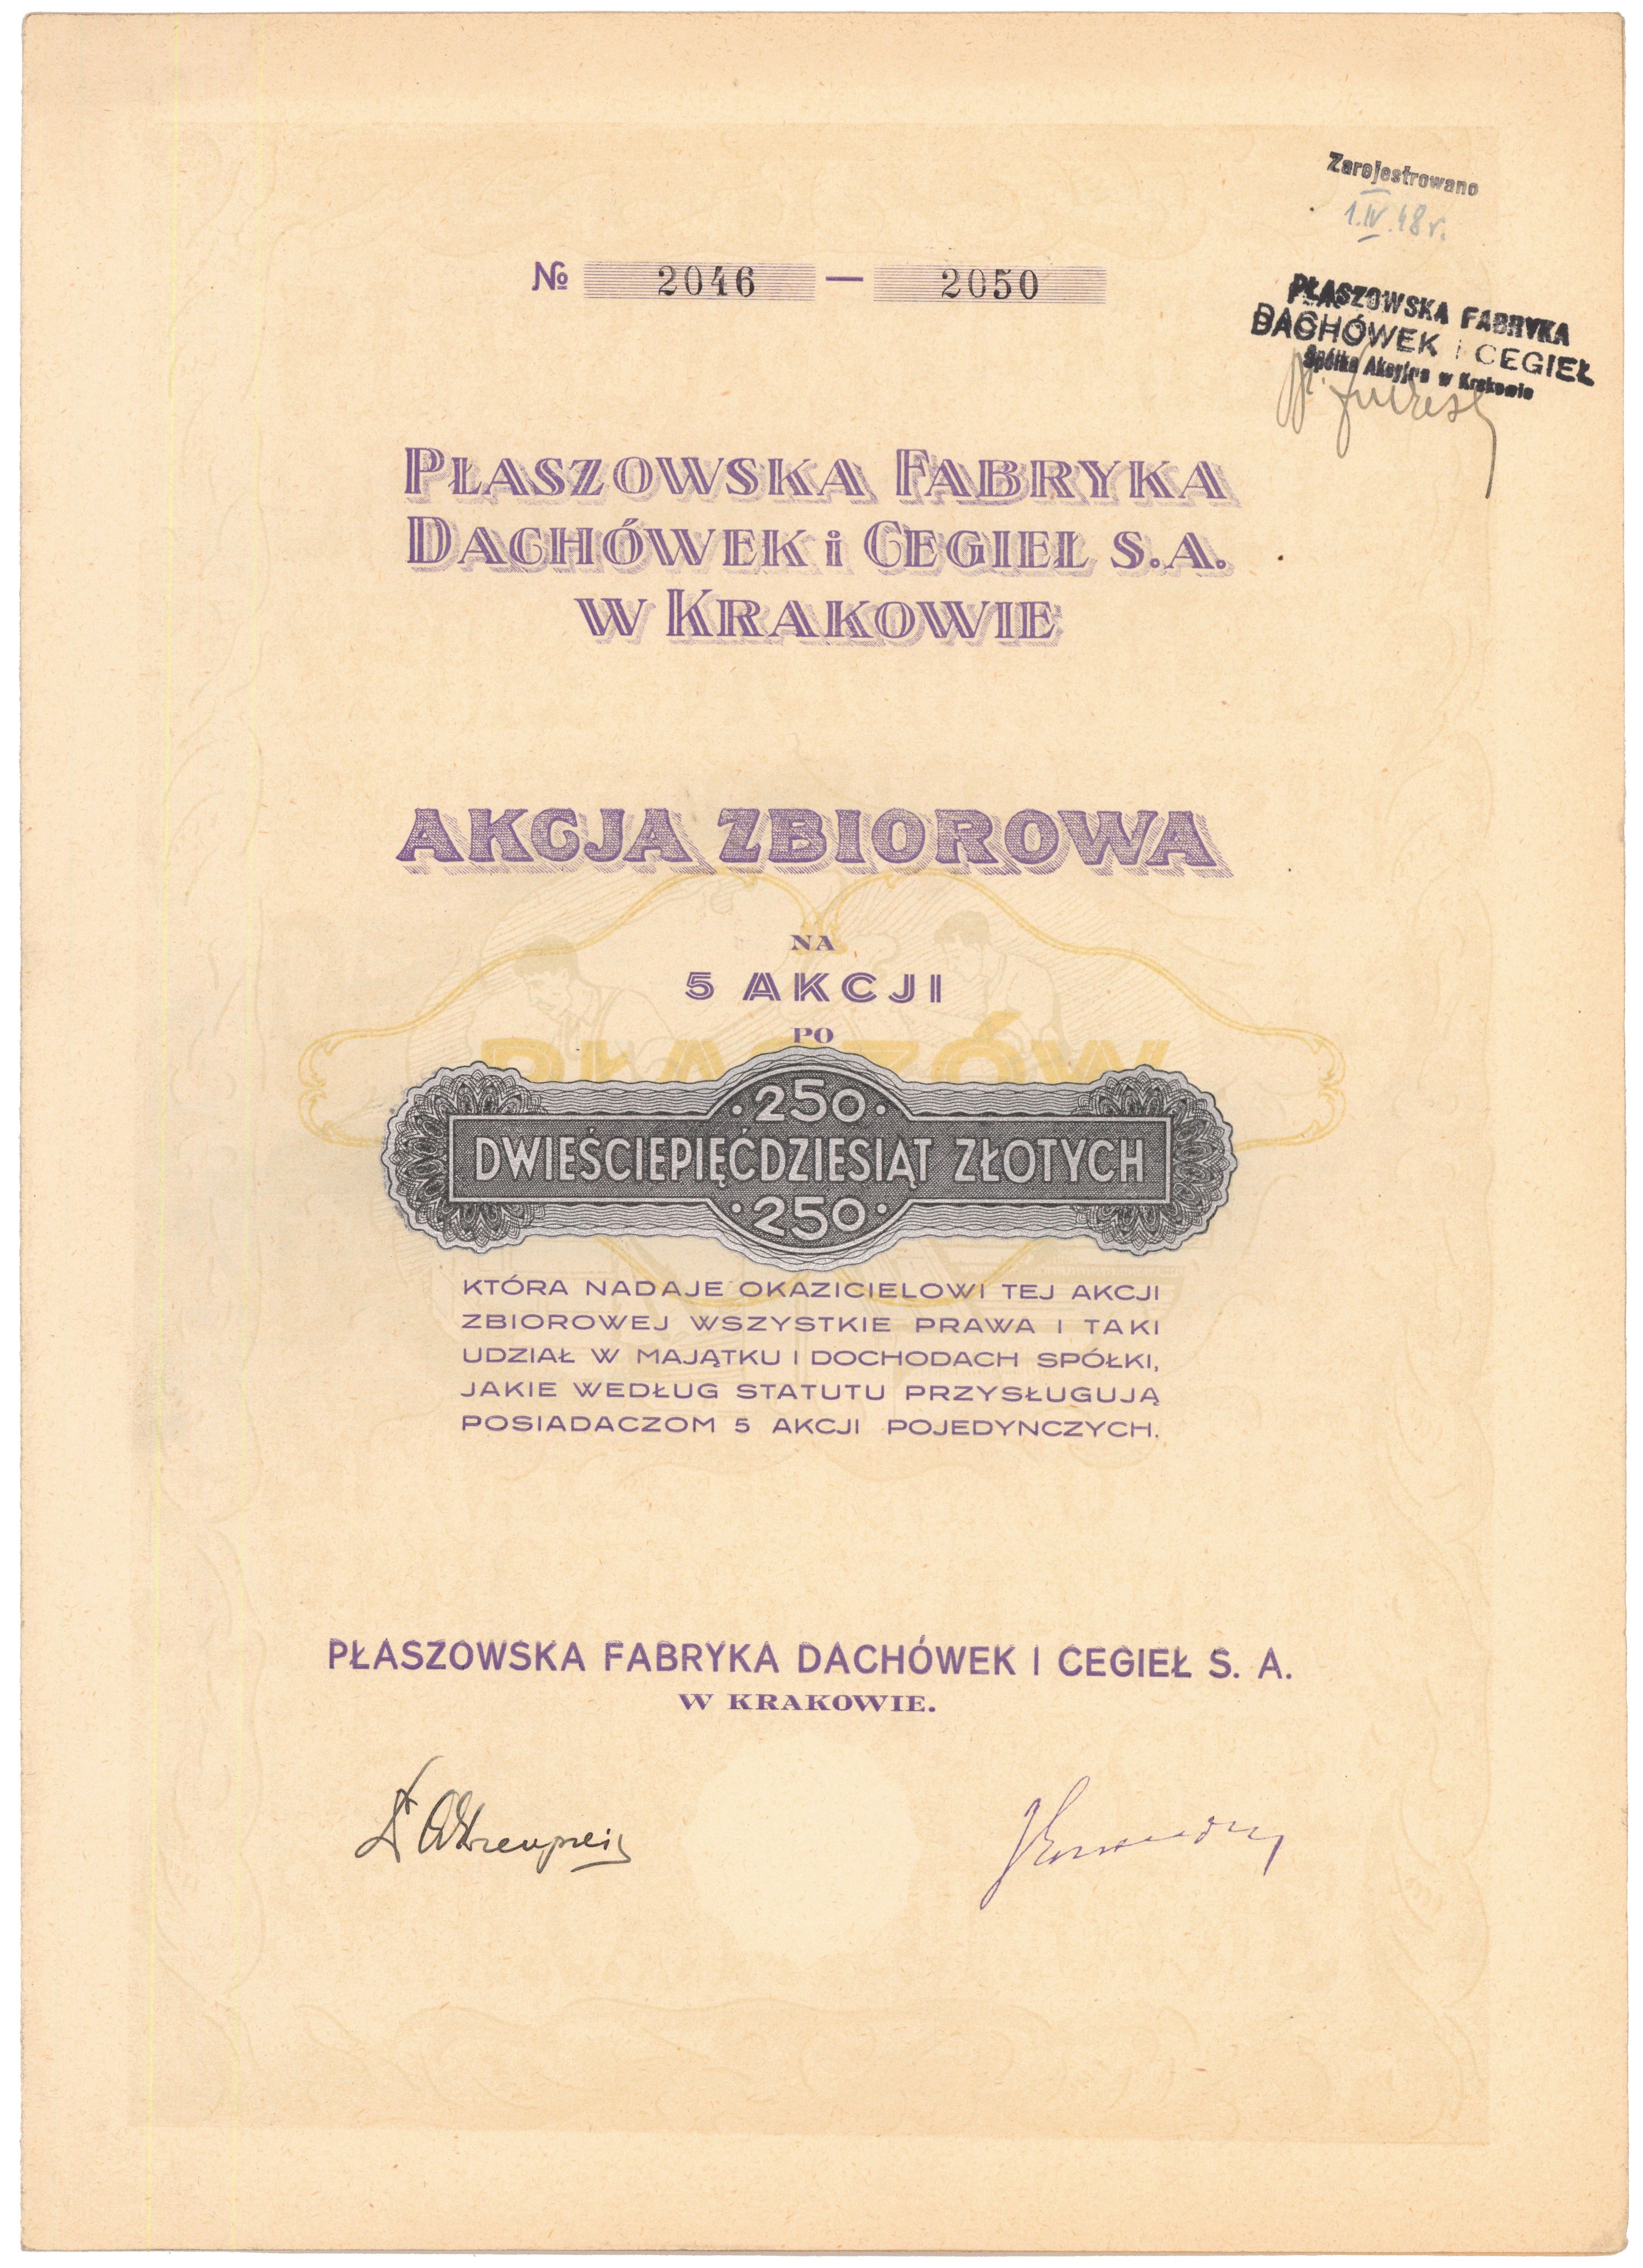 Zarejestrowano
1.IV.48 r.
PŁASZOWSKA FABRYKA
DACHÓWEK I CEGIEŁ
Spółka Akcyjna w Krakowie
№ 2046 — 2050
PŁASZOWSKA FABRYKA
DACHÓWEK i CEGIEŁ S.A.
W KRAKOWIE
AKCJA ZBIOROWA
NA
5 AKCJI
PO
PŁASZÓW
·250·
DWIEŚCIEPIĘĆDZIESIĄT ZŁOTYCH
·250·
KTÓRA NADAJE OKAZICIELOWI TEJ AKCJI
ZBIOROWEJ WSZYSTKIE PRAWA I TAKI
UDZIAŁ W MAJĄTKU I DOCHODACH SPÓŁKI,
JAKIE WEDŁUG STATUTU PRZYSŁUGUJĄ
POSIADACZOM 5 AKCJI POJEDYNCZYCH.
PŁASZOWSKA FABRYKA DACHÓWEK I CEGIEŁ S. A.
W KRAKOWIE.